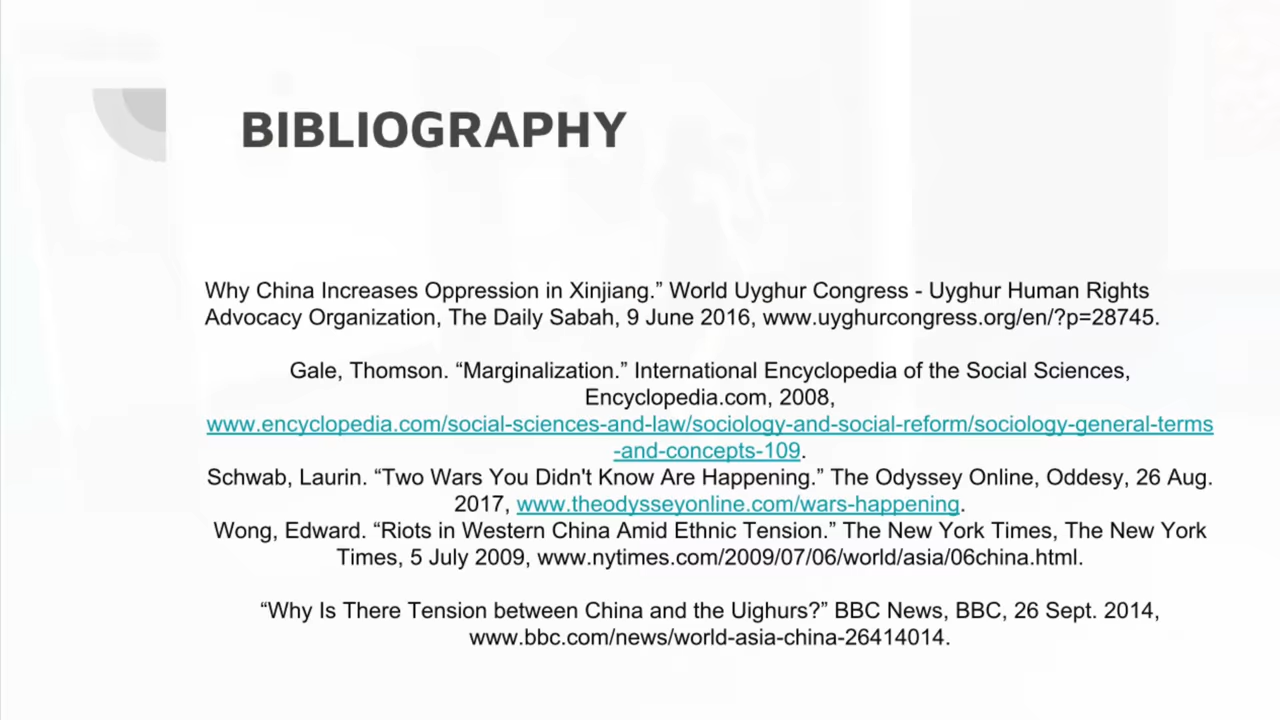 BIBLIOGRAPHY
Why China Increases Oppression in Xinjiang.” World Uyghur Congress - Uyghur Human Rights
Advocacy Organization, The Daily Sabah, 9 June 2016, www.uyghurcongress.org/en/?p=28745.
Gale, Thomson. “Marginalization.” International Encyclopedia of the Social Sciences,
Encyclopedia.com, 2008,
www.encyclopedia.com/social-sciences-and-law/sociology-and-social-reform/sociology-general-terms
-and-concepts-109.
Schwab, Laurin. “Two Wars You Didn't Know Are Happening.” The Odyssey Online, Oddesy, 26 Aug.
2017, www.theodysseyonline.com/wars-happening.
Wong, Edward. “Riots in Western China Amid Ethnic Tension.” The New York Times, The New York
Times, 5 July 2009, www.nytimes.com/2009/07/06/world/asia/06china.html.
“Why Is There Tension between China and the Uighurs?” BBC News, BBC, 26 Sept. 2014,
www.bbc.com/news/world-asia-china-26414014.